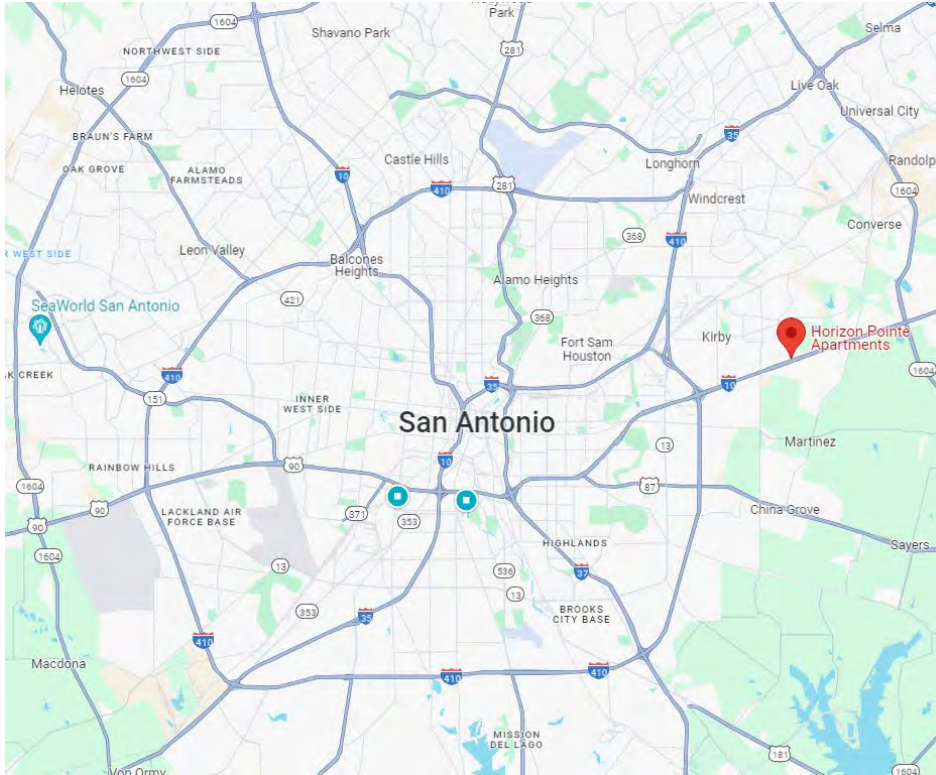 Park
1604
Shavano Park
Selma
NORTHWEST SIDE
281
1604
Helotes
Live Oak
Universal City
BRAUN'S FARM
35
OAK GROVE
ALAMO
FARMSTEADS
Castle Hills
Longhorn
Randolp
10
410
281
1604
Windcrest
368
Converse
410
R WEST SIDE
Leon Valley
Balcones
Heights
Alamo Heights
421
SeaWorld San Antonio
368
Kirby
Horizon Pointe
Apartments
Fort Sam
Houston
AK CREEK
410
10
1604
35
151
INNER
WEST SIDE
San Antonio
13
Martinez
RAINBOW HILLS
90
10
1604
87
90
LACKLAND AIR
FORCE BASE
371
353
China Grove
90
HIGHLANDS
Sayers
1604
13
536
37
13
353
35
BROOKS
CITY BASE
410
Macdona
410
410
MISSION
DEL LAGO
181
Von Ormy
1604